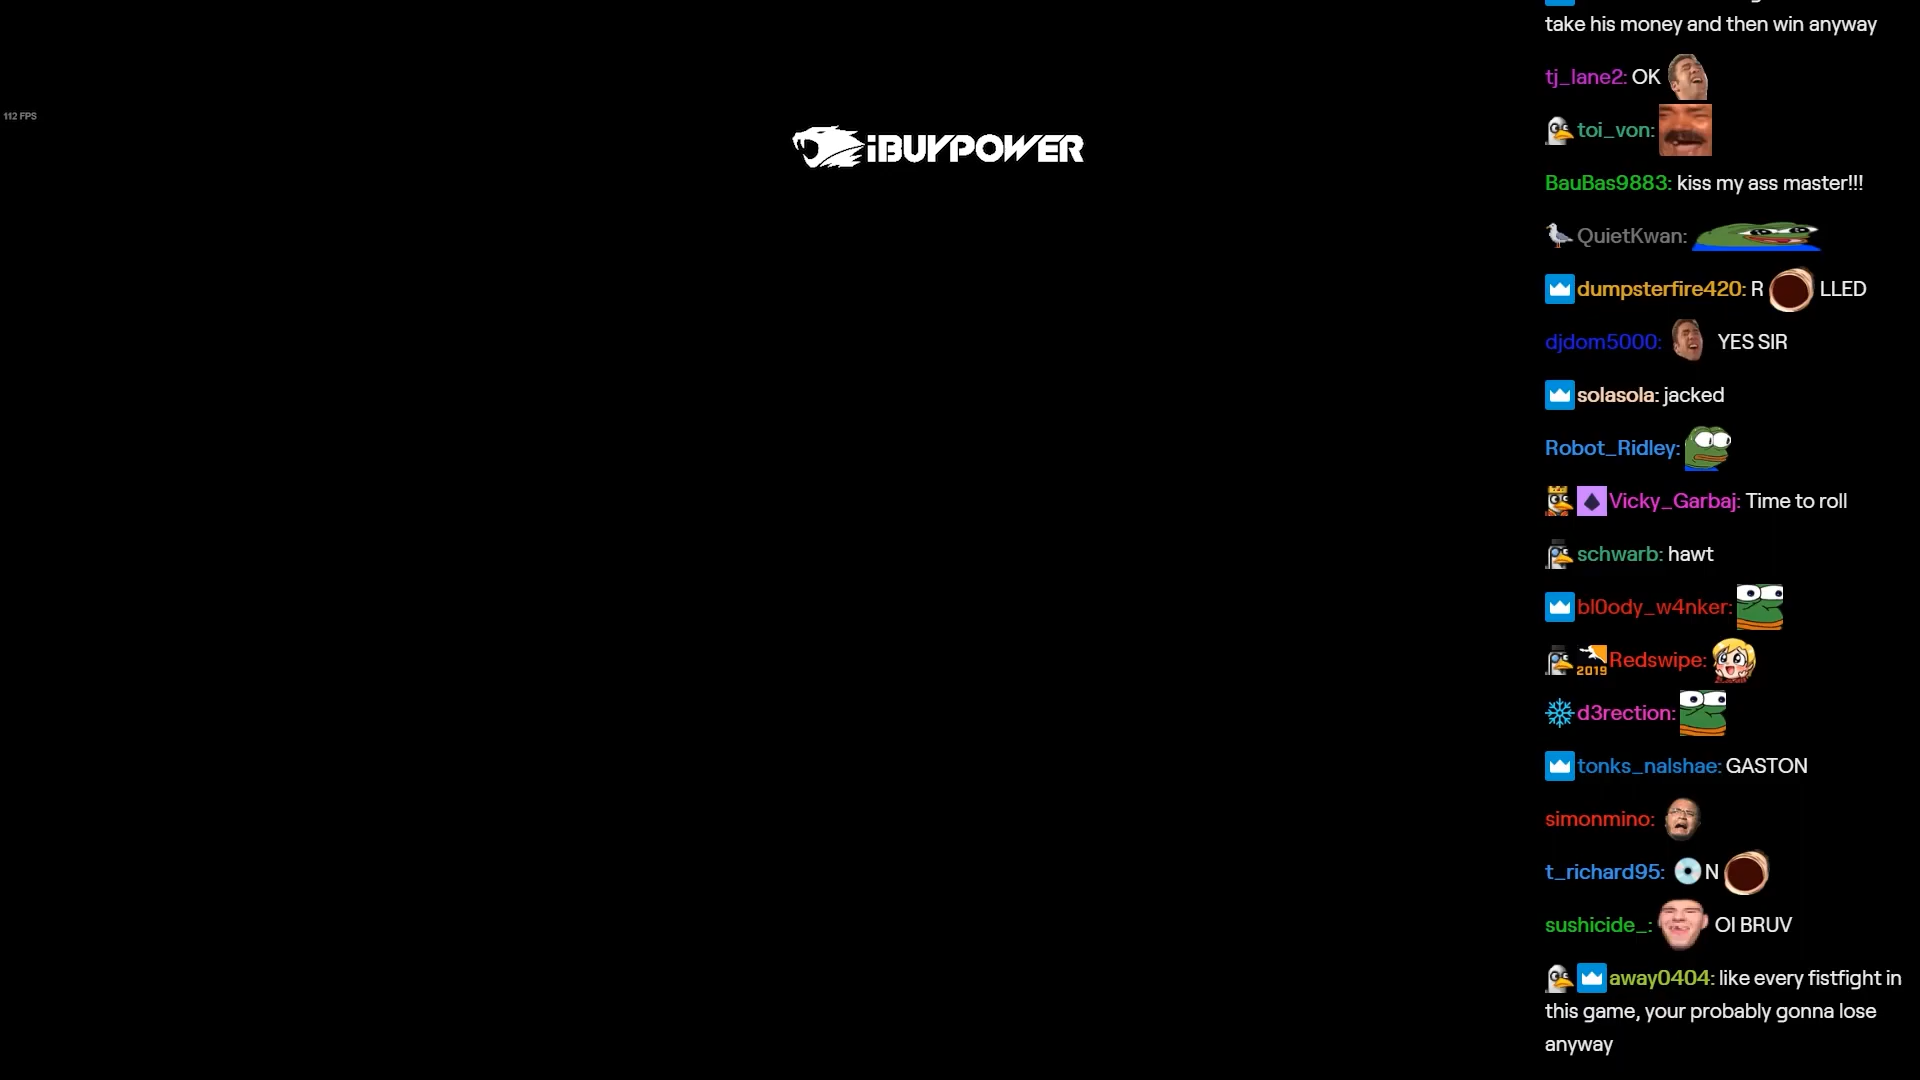 take his money and then win anyway
112 FPS
iBUYPOWER
tj_lane2: OK
toi_von:
BauBas9883: kiss my ass master!!!
QuietKwan:
dumpsterfire420: R LLED
djdom5000: YES SIR
solasola: jacked
Robot_Ridley:
Vicky_Garbaj: Time to roll
schwarb: hawt
bl0ody_w4nker:
2019 Redswipe:
d3rection:
tonks_nalshae: GASTON
simonmino:
t_richard95: N
sushicide_: OI BRUV
away0404: like every fistfight in
this game, your probably gonna lose
anyway